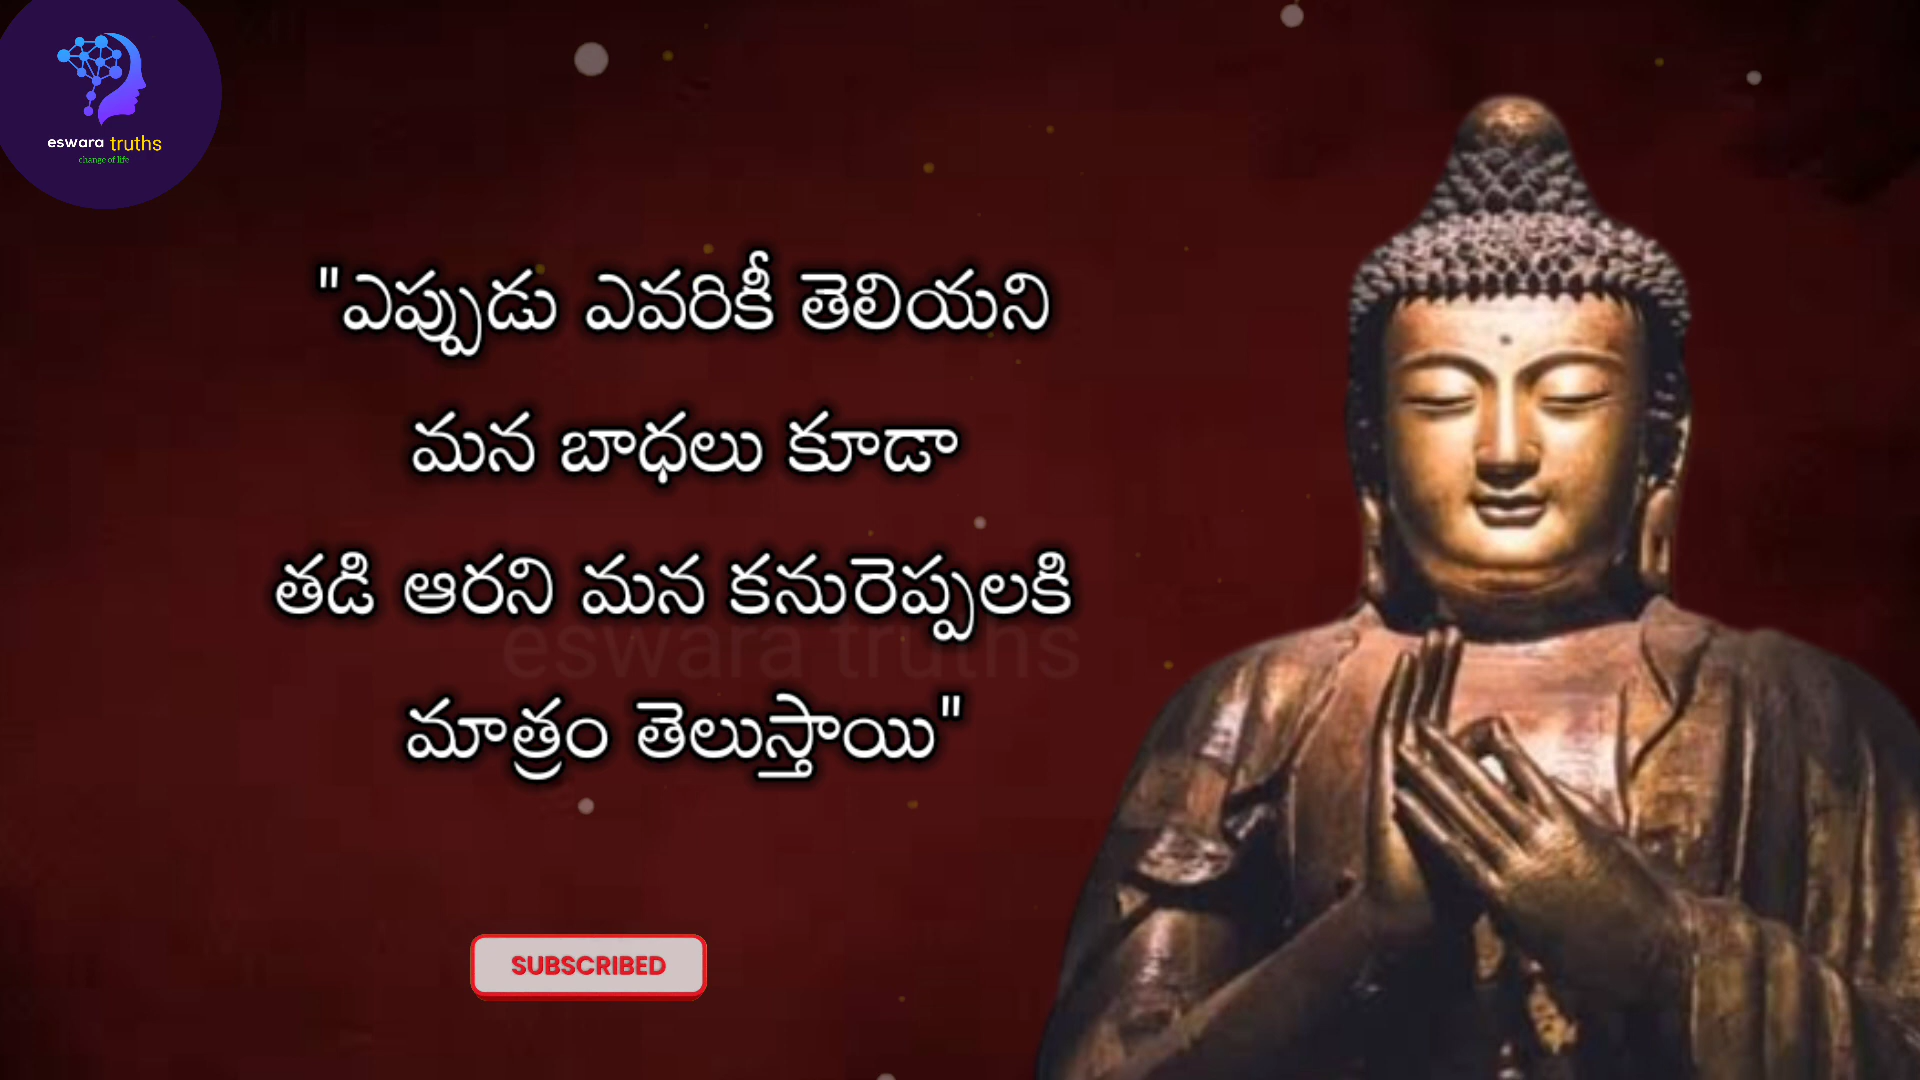 eswara truths
change of life
"ఎప్పుడు ఎవరికీ తెలియని
మన బాధలు కూడా
తడి ఆరని మన కనురెప్పలకి
eswara truths
మాత్రం తెలుస్తాయి"
SUBSCRIBED